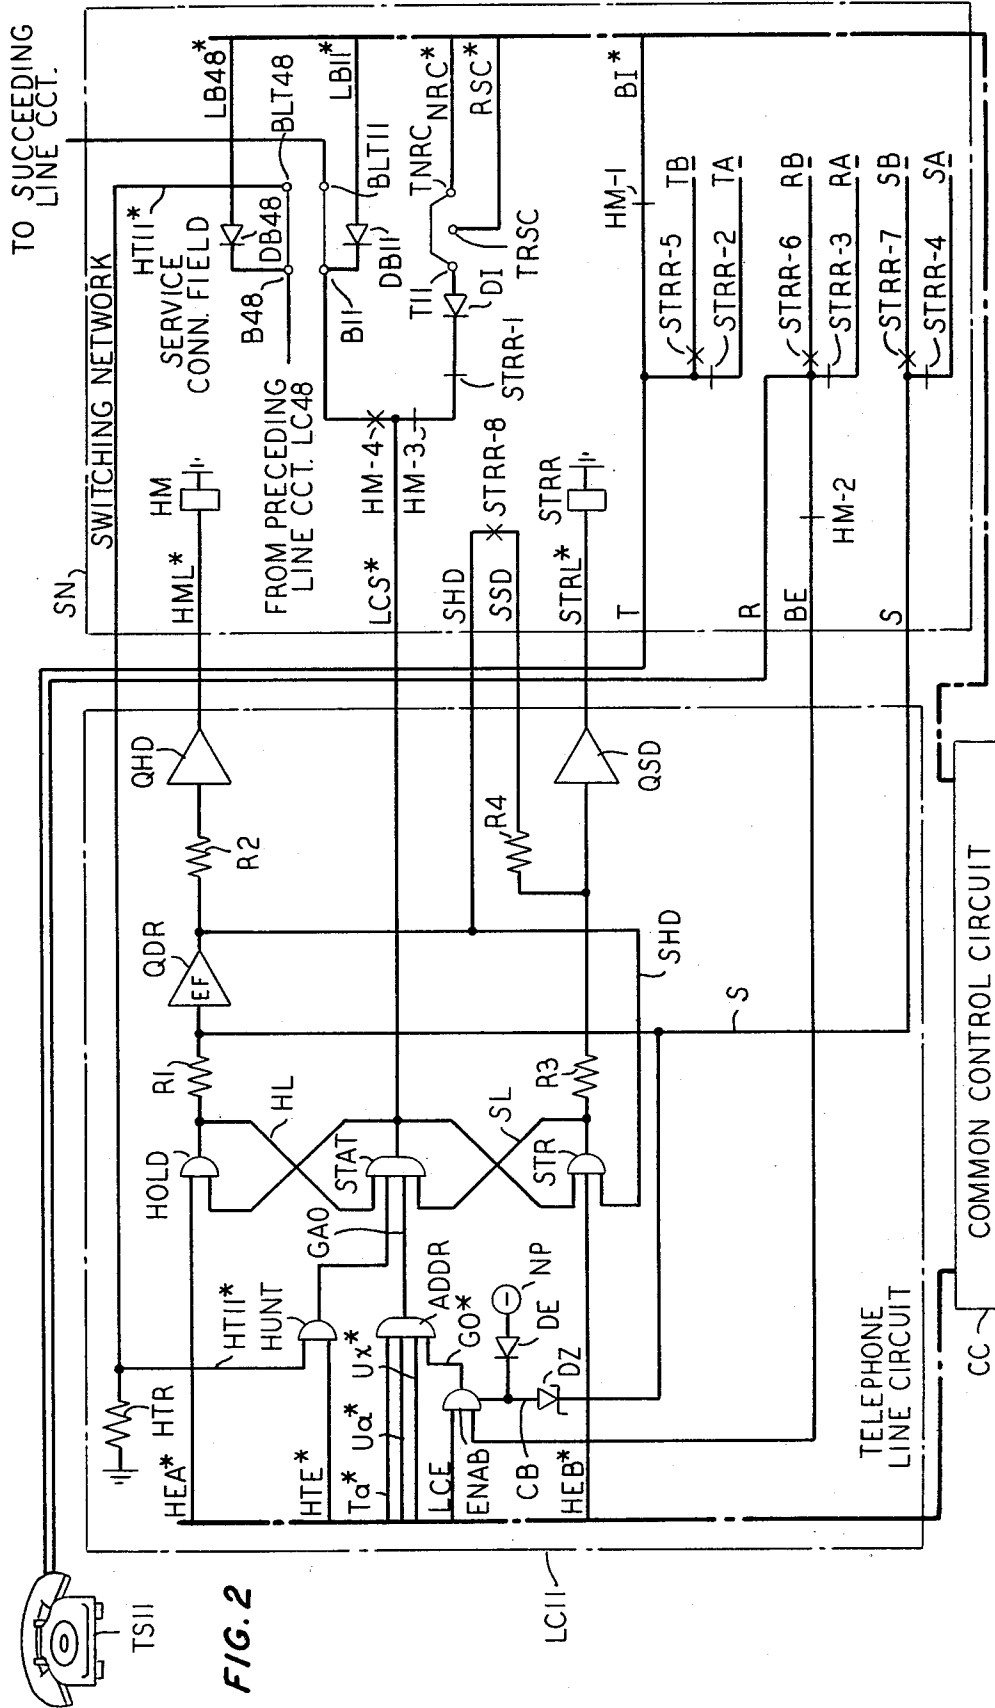 TO SUCCEEDING
LINE CCT.
SN
SWITCHING NETWORK
HT11*
SERVICE
CONN. FIELD
LB48*
BLT48
DB48
B48
LB11*
BLT11
DB11
B11
TNRC
NRC*
RSC*
TRSC
T11
D1
STRR-1
FROM PRECEDING
LINE CCT. LC48
HM
HML*
HM-4
HM-3
LCS*
SHD
SSD
STRR-8
STRR
STRL*
T
R
BE
S
HM-1
BI*
STRR-5
TB
STRR-2
TA
STRR-6
RB
STRR-3
RA
STRR-7
SB
STRR-4
SA
HM-2
QHD
R2
QDR
EF
R1
HOLD
HL
STAT
SL
STR
R3
R4
QSD
SHD
S
GAO
HT11*
HUNT
HTR
HEA*
HTE*
Ta*
Ua*
Ux*
ADDR
GO*
LCE
ENAB
CB
NP
DE
DZ
HEB*
TELEPHONE
LINE CIRCUIT
LC11
TS11
FIG. 2
COMMON CONTROL CIRCUIT
CC